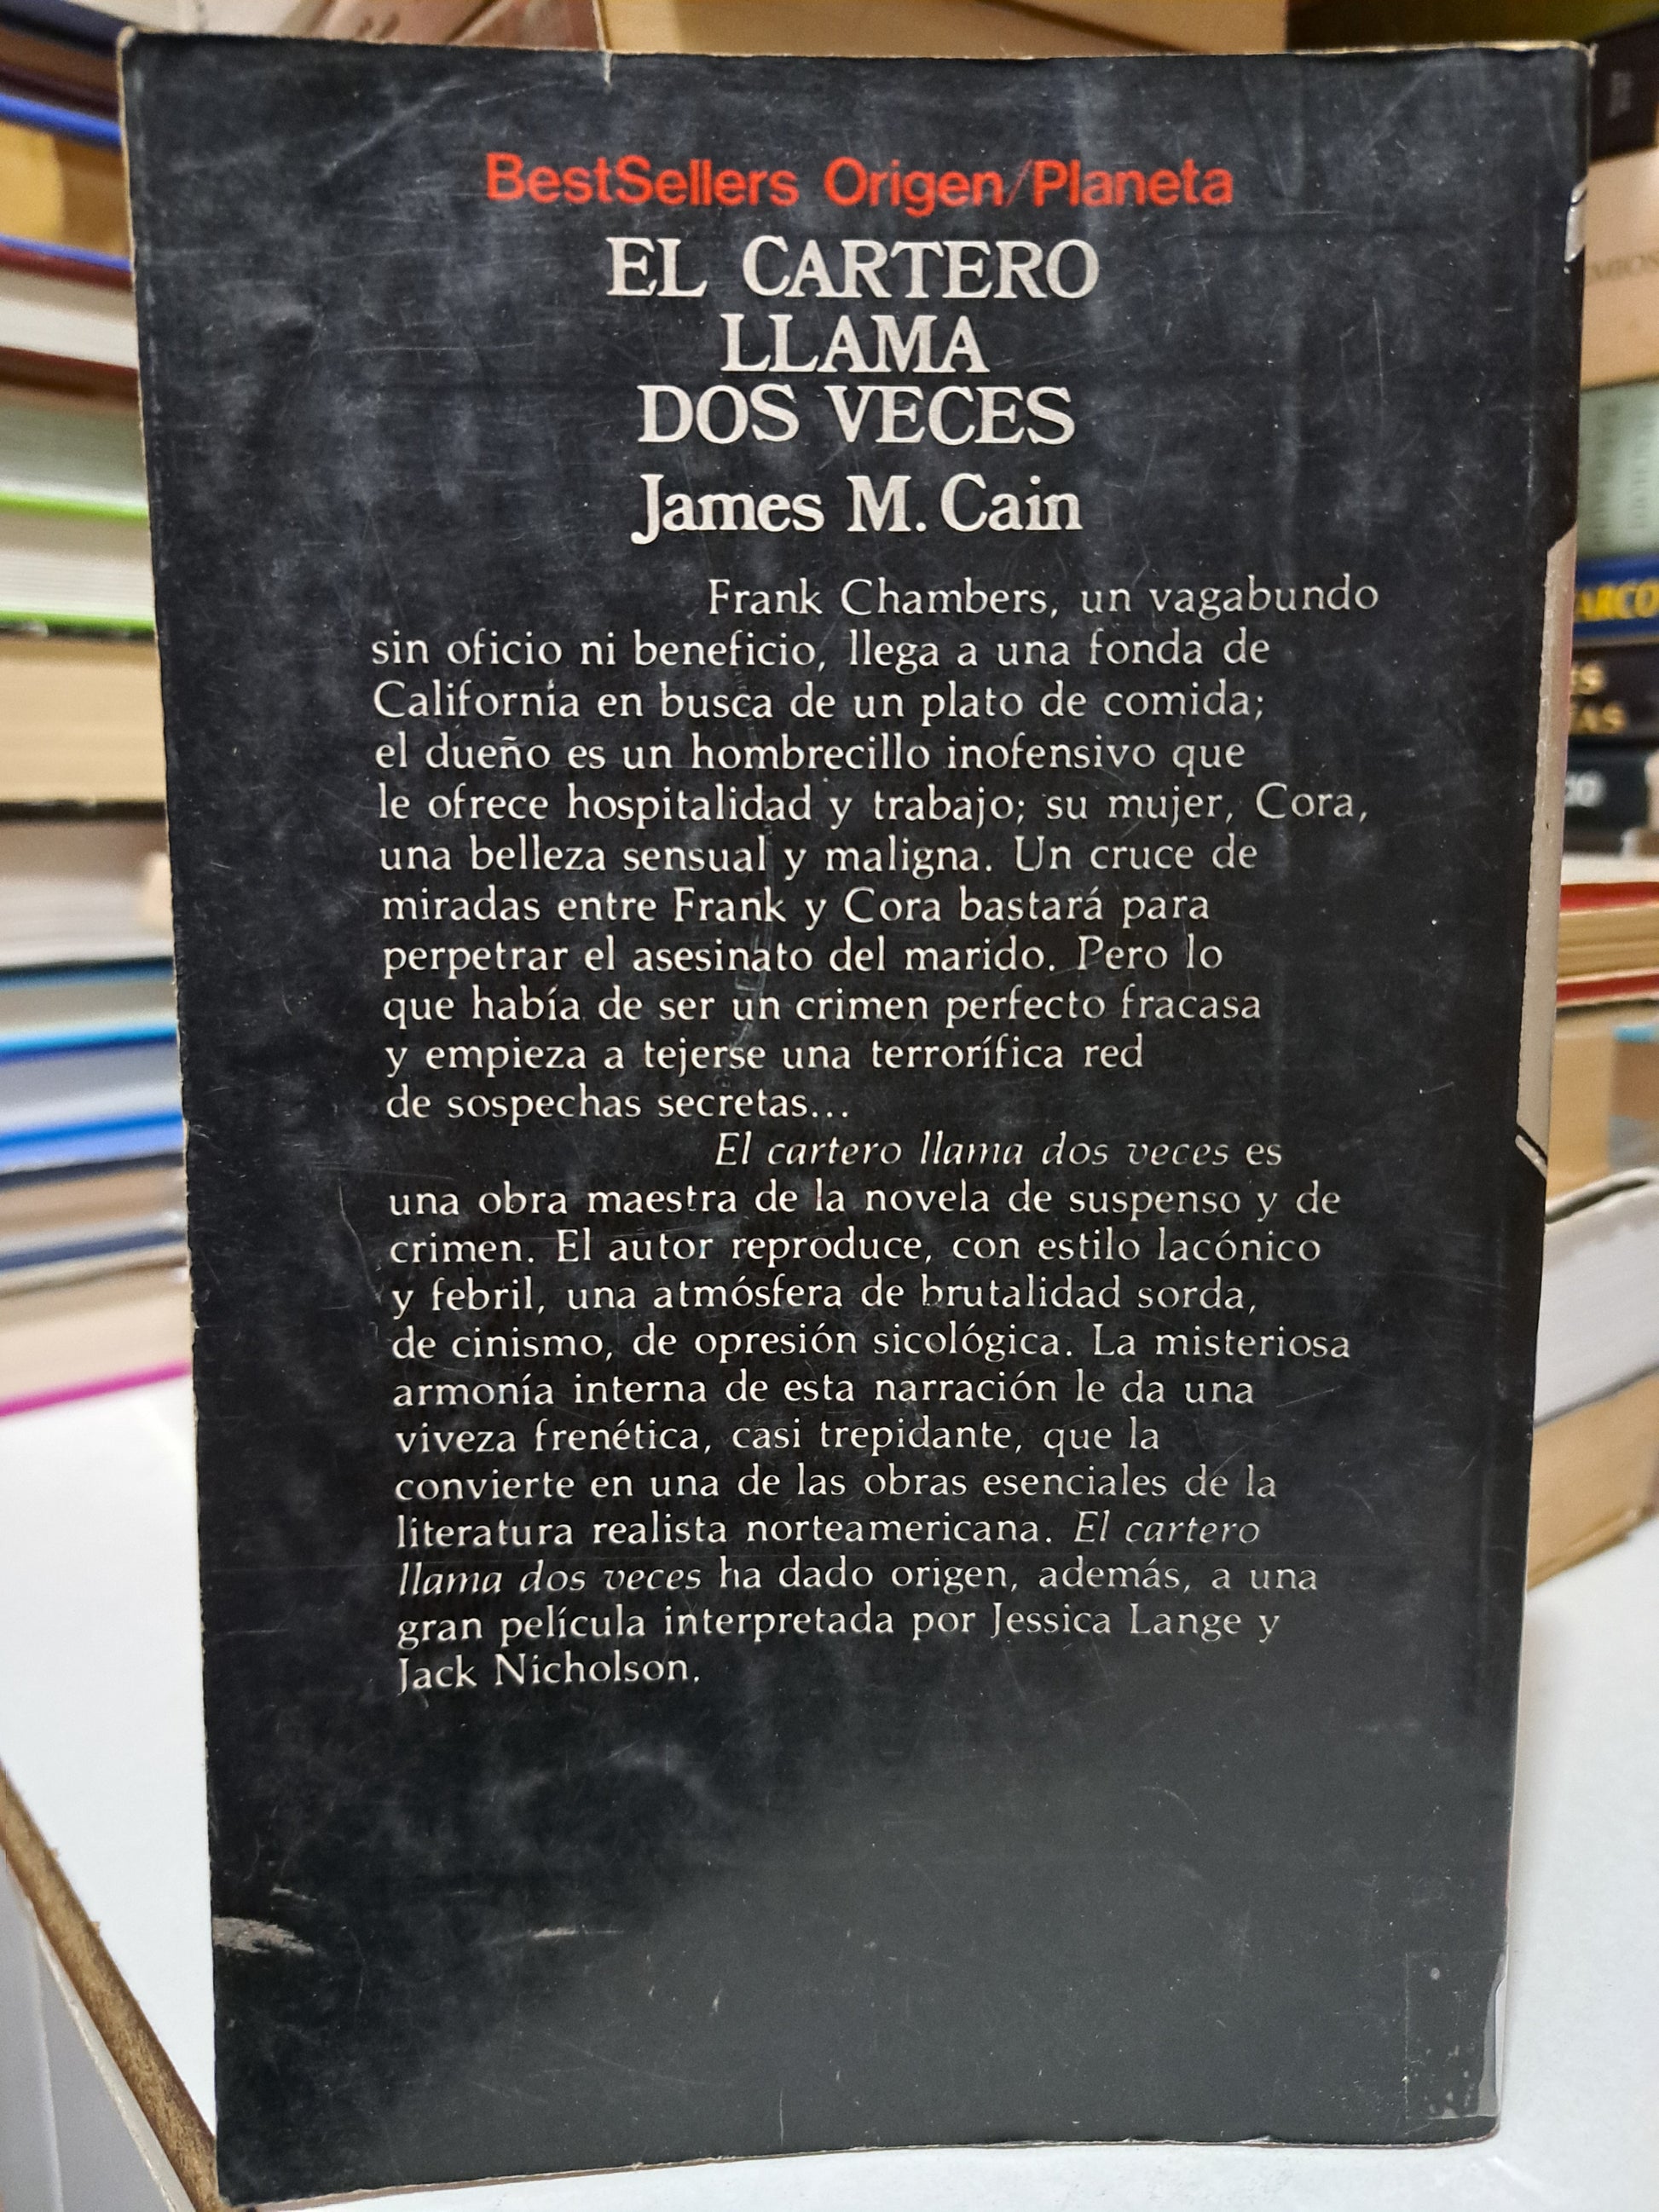 BestSellers Origen/Planeta
EL CARTERO
LLAMA
DOS VECES
James M. Cain
Frank Chambers, un vagabundo
sin oficio ni beneficio, llega a una fonda de
California en busca de un plato de comida;
el dueño es un hombrecillo inofensivo que
le ofrece hospitalidad y trabajo; su mujer, Cora,
una belleza sensual y maligna. Un cruce de
miradas entre Frank y Cora bastará para
perpetrar el asesinato del marido. Pero lo
que había de ser un crimen perfecto fracasa
y empieza a tejerse una terrorífica red
de sospechas secretas...
El cartero llama dos veces es
una obra maestra de la novela de suspenso y de
crimen. El autor reproduce, con estilo lacónico
y febril, una atmósfera de brutalidad sorda,
de cinismo, de opresión sicológica. La misteriosa
armonía interna de esta narración le da una
viveza frenética, casi trepidante, que la
convierte en una de las obras esenciales de la
literatura realista norteamericana. El cartero
llama dos veces ha dado origen, además, a una
gran película interpretada por Jessica Lange y
Jack Nicholson.
ARCO